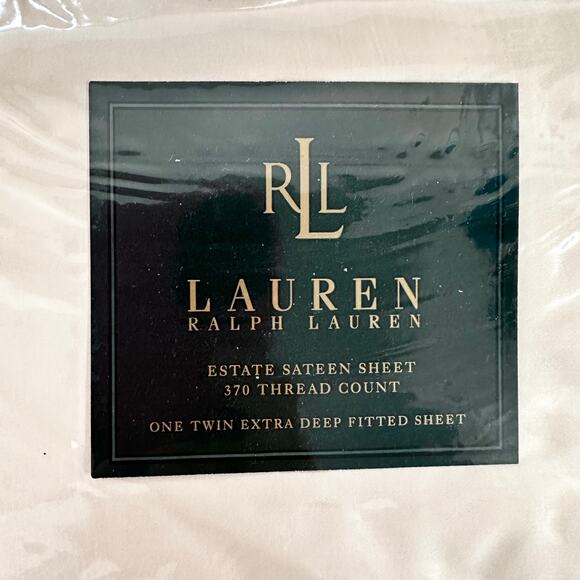 RLL
LAUREN
RALPH LAUREN
ESTATE SATEEN SHEET
370 THREAD COUNT
ONE TWIN EXTRA DEEP FITTED SHEET